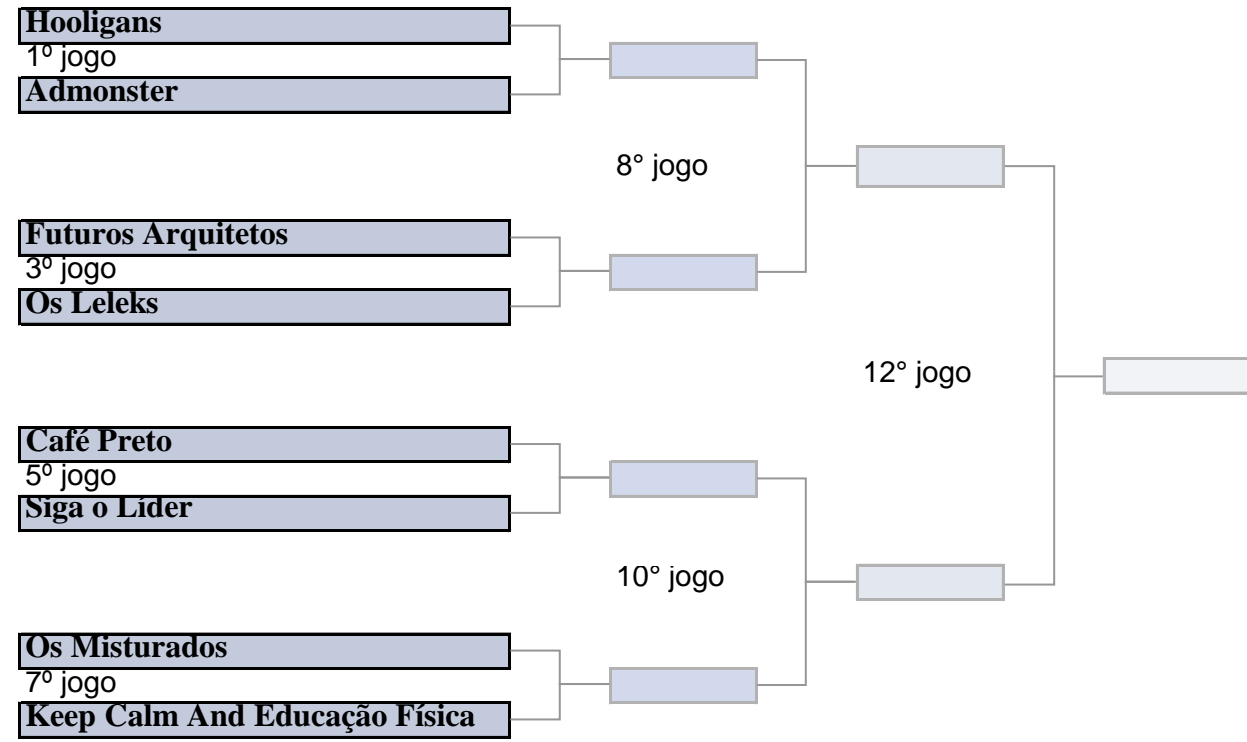 Hooligans
1º jogo
Admonster
8° jogo
Futuros Arquitetos
3º jogo
Os Leleks
12° jogo
Café Preto
5º jogo
Siga o Líder
10° jogo
Os Misturados
7º jogo
Keep Calm And Educação Física